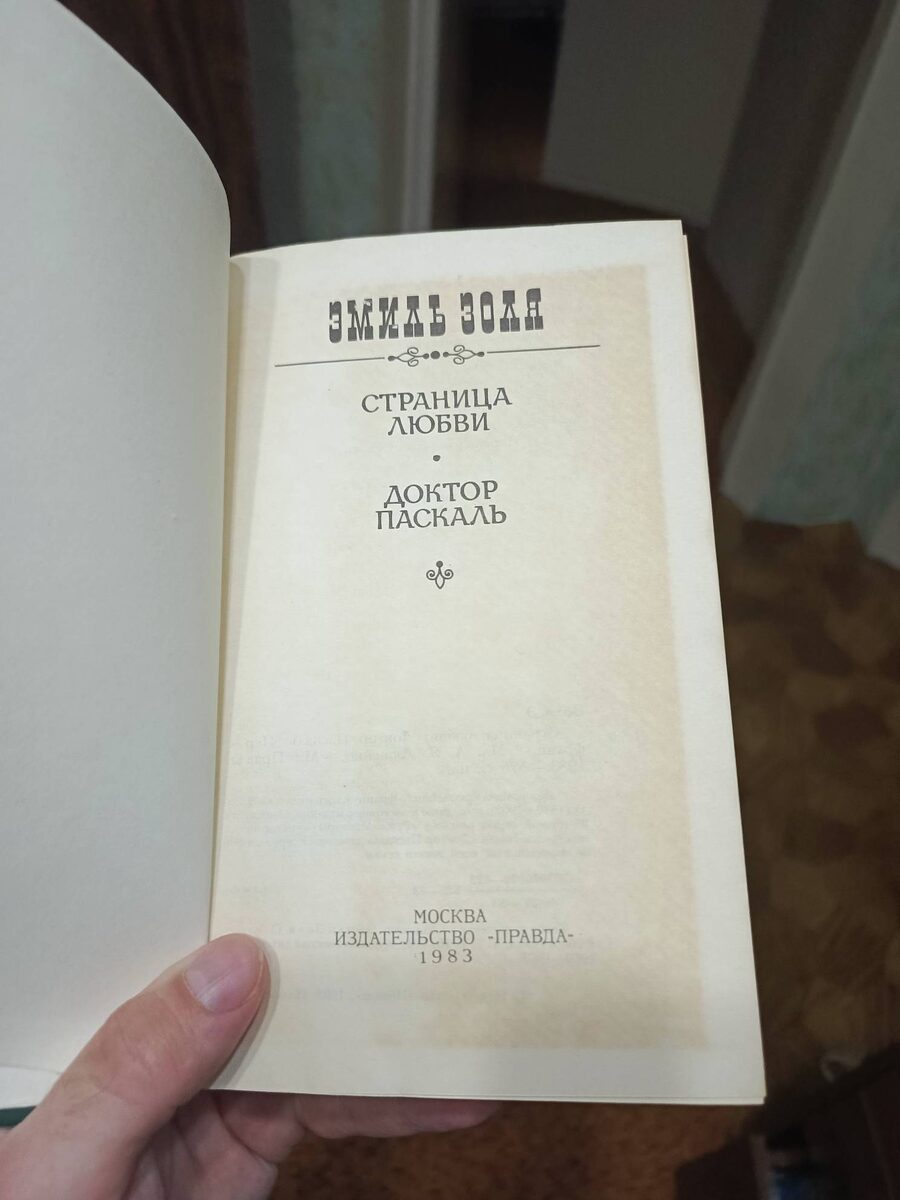 ЭМИЛЬ ЗОЛЯ
СТРАНИЦА
ЛЮБВИ
•
ДОКТОР
ПАСКАЛЬ
МОСКВА
ИЗДАТЕЛЬСТВО «ПРАВДА»
1983